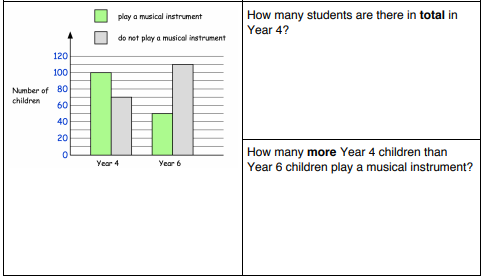 play a musical instrument
do not play a musical instrument
120
100
80
60
40
20
0
Number of
children
Year 4
Year 6
How many students are there in total in
Year 4?
How many more Year 4 children than
Year 6 children play a musical instrument?